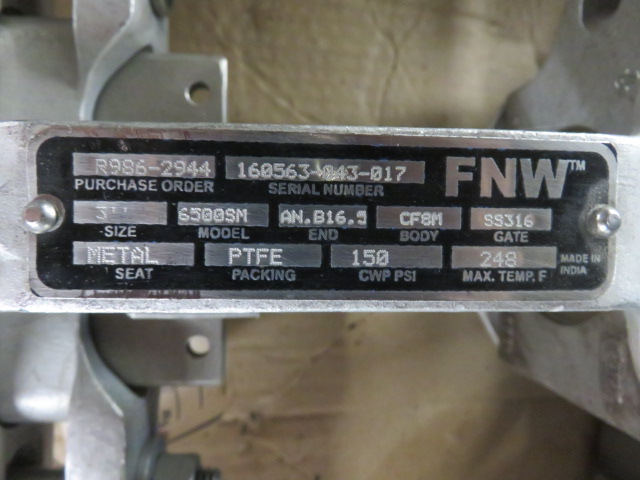 R986-2944 160563-043-017 FNW™
PURCHASE ORDER SERIAL NUMBER
3" 6500SM AN.B16.5 CF8M SS316
SIZE MODEL END BODY GATE
METAL PTFE 150 248 MADE IN
SEAT PACKING CWP PSI MAX. TEMP. F INDIA